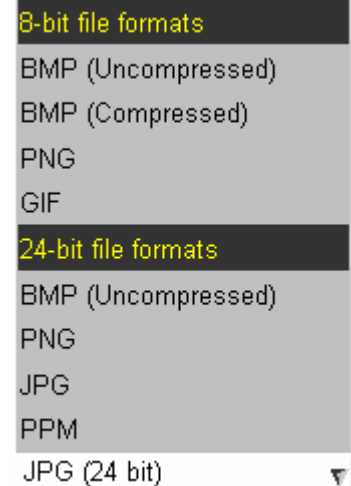 8-bit file formats
BMP (Uncompressed)
BMP (Compressed)
PNG
GIF
24-bit file formats
BMP (Uncompressed)
PNG
JPG
PPM
JPG (24 bit)